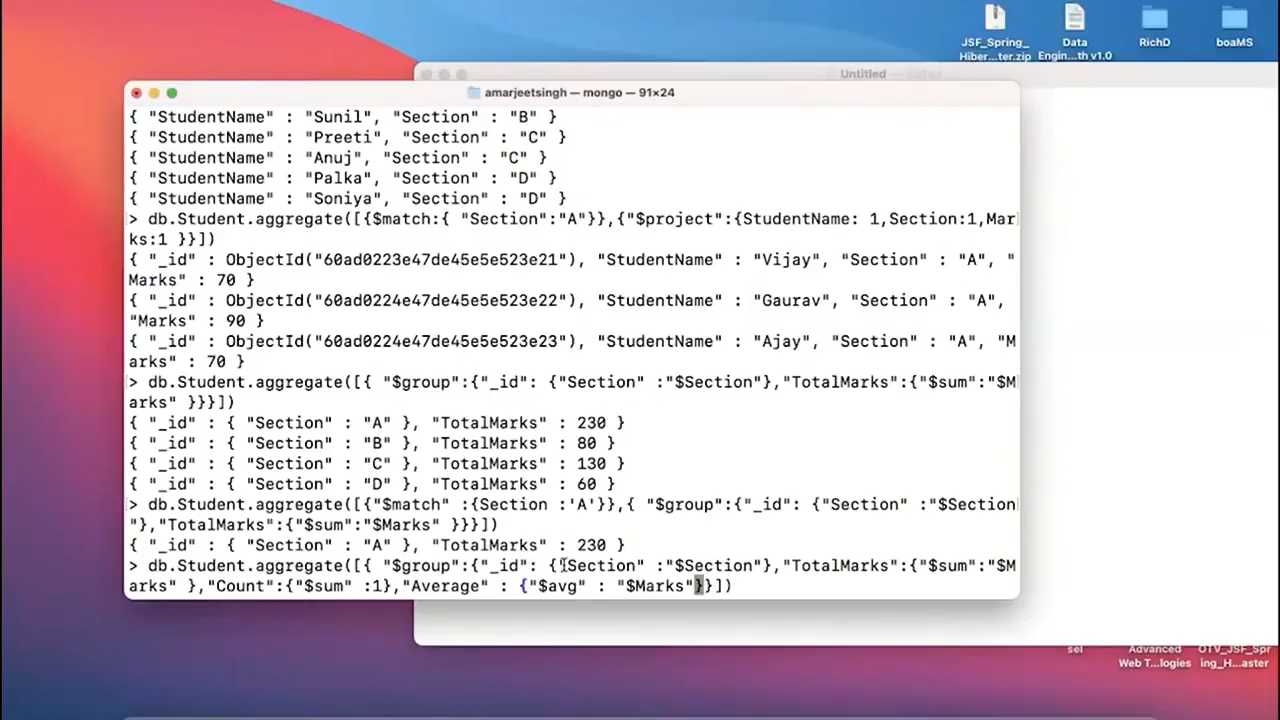 JSF_Spring_
Hiber...ter.zip
Data
Engin...th v1.0
RichD
boaMS
Untitled
amarjeetsingh — mongo — 91×24
{ "StudentName" : "Sunil", "Section" : "B" }
{ "StudentName" : "Preeti", "Section" : "C" }
{ "StudentName" : "Anuj", "Section" : "C" }
{ "StudentName" : "Palka", "Section" : "D" }
{ "StudentName" : "Soniya", "Section" : "D" }
> db.Student.aggregate([{$match:{ "Section":"A"}},{"$project":{StudentName: 1,Section:1,Mar
ks:1 }}])
{ "_id" : ObjectId("60ad0223e47de45e5e523e21"), "StudentName" : "Vijay", "Section" : "A", "
Marks" : 70 }
{ "_id" : ObjectId("60ad0224e47de45e5e523e22"), "StudentName" : "Gaurav", "Section" : "A",
"Marks" : 90 }
{ "_id" : ObjectId("60ad0224e47de45e5e523e23"), "StudentName" : "Ajay", "Section" : "A", "M
arks" : 70 }
> db.Student.aggregate([{ "$group":{"_id": {"Section" :"$Section"},"TotalMarks":{"$sum":"$M
arks" }}}])
{ "_id" : { "Section" : "A" }, "TotalMarks" : 230 }
{ "_id" : { "Section" : "B" }, "TotalMarks" : 80 }
{ "_id" : { "Section" : "C" }, "TotalMarks" : 130 }
{ "_id" : { "Section" : "D" }, "TotalMarks" : 60 }
> db.Student.aggregate([{"$match" :{Section :'A'}},{ "$group":{"_id": {"Section" :"$Section
"},"TotalMarks":{"$sum":"$Marks" }}}])
{ "_id" : { "Section" : "A" }, "TotalMarks" : 230 }
> db.Student.aggregate([{ "$group":{"_id": {"Section" :"$Section"},"TotalMarks":{"$sum":"$M
arks" },"Count":{"$sum" :1},"Average" : {"$avg" : "$Marks"}}}])
sel
Advanced
Web T...logies
OTV_JSF_Spr
ing_H...aster